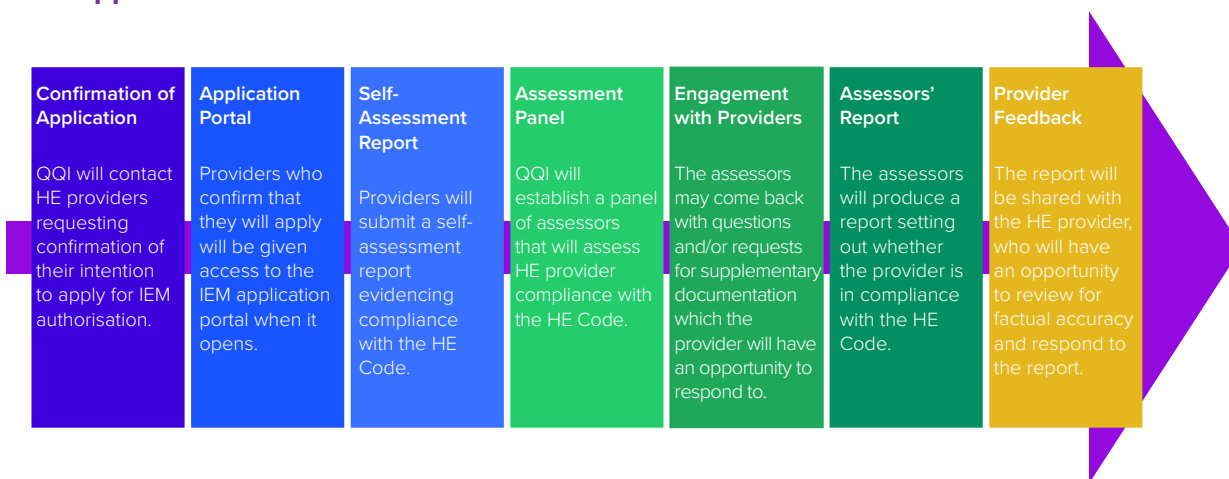 Confirmation of
Application
QQI will contact
HE providers
requesting
confirmation of
their intention
to apply for IEM
authorisation.
Application
Portal
Providers who
confirm that
they will apply
will be given
access to the
IEM application
portal when it
opens.
Self-
Assessment
Report
Providers will
submit a self-
assessment
report
evidencing
compliance
with the HE
Code.
Assessment
Panel
QQI will
establish a panel
of assessors
that will assess
HE provider
compliance with
the HE Code.
Engagement
with Providers
The assessors
may come back
with questions
and/or requests
for supplementary
documentation
which the
provider will have
an opportunity to
respond to.
Assessors’
Report
The assessors
will produce a
report setting
out whether
the provider is
in compliance
with the HE
Code.
Provider
Feedback
The report will
be shared with
the HE provider,
who will have
an opportunity
to review for
factual accuracy
and respond to
the report.